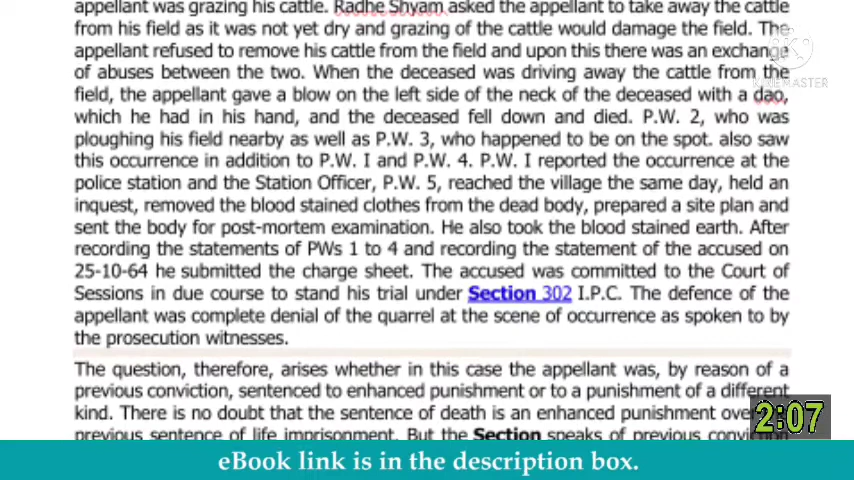 appellant was grazing his cattle. Radhe Shyam asked the appellant to take away the cattle
from his field as it was not yet dry and grazing of the cattle would damage the field. The
appellant refused to remove his cattle from the field and upon this there was an exchange
of abuses between the two. When the deceased was driving away the cattle from the
field, the appellant gave a blow on the left side of the neck of the deceased with a dao,
which he had in his hand, and the deceased fell down and died. P.W. 2, who was
ploughing his field nearby as well as P.W. 3, who happened to be on the spot. also saw
this occurrence in addition to P.W. I and P.W. 4. P.W. I reported the occurrence at the
police station and the Station Officer, P.W. 5, reached the village the same day, held an
inquest, removed the blood stained clothes from the dead body, prepared a site plan and
sent the body for post-mortem examination. He also took the blood stained earth. After
recording the statements of PWs 1 to 4 and recording the statement of the accused on
25-10-64 he submitted the charge sheet. The accused was committed to the Court of
Sessions in due course to stand his trial under Section 302 I.P.C. The defence of the
appellant was complete denial of the quarrel at the scene of occurrence as spoken to by
the prosecution witnesses.
The question, therefore, arises whether in this case the appellant was, by reason of a
previous conviction, sentenced to enhanced punishment or to a punishment of a different
kind. There is no doubt that the sentence of death is an enhanced punishment over
previous sentence of life imprisonment. But the Section speaks of previous conviction
KINEMASTER
2:07
eBook link is in the description box.